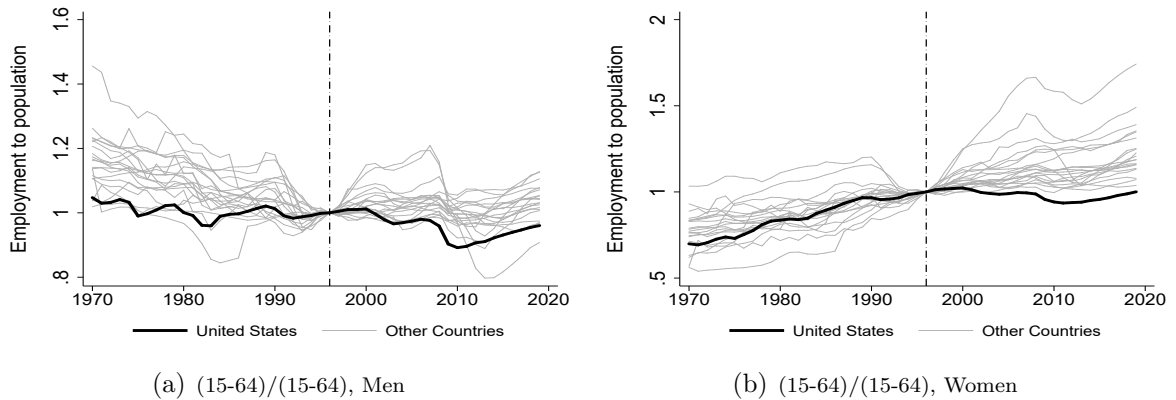 Employment to population
1.6
1.4
1.2
1
.8
1970 1980 1990 2000 2010 2020
United States Other Countries
(a) (15-64)/(15-64), Men
Employment to population
2
1.5
1
.5
1970 1980 1990 2000 2010 2020
United States Other Countries
(b) (15-64)/(15-64), Women